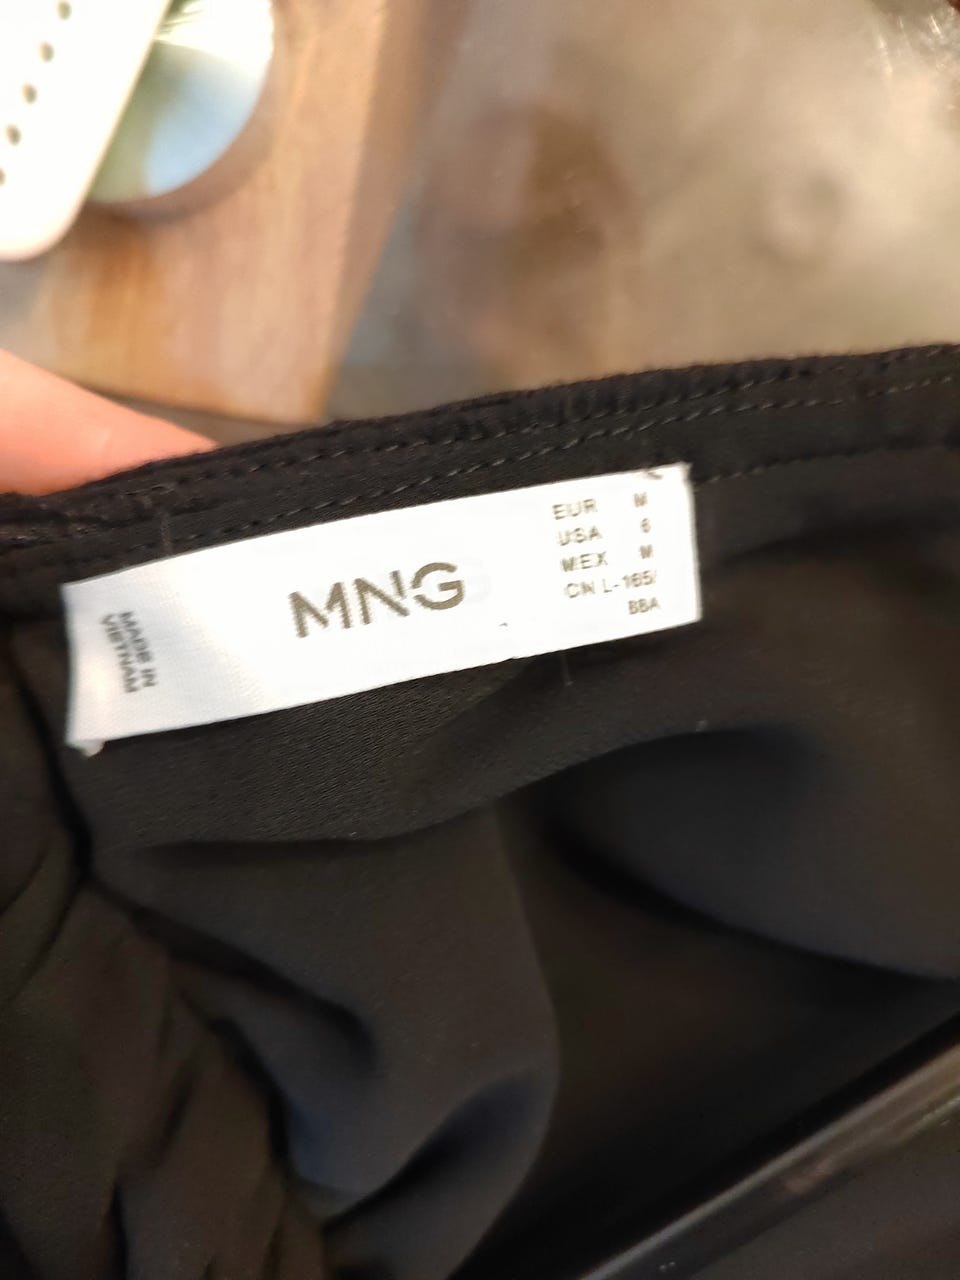 MADE IN
VIETNAM
MNG
EUR M
USA 6
MEX M
CN L-165/
88A